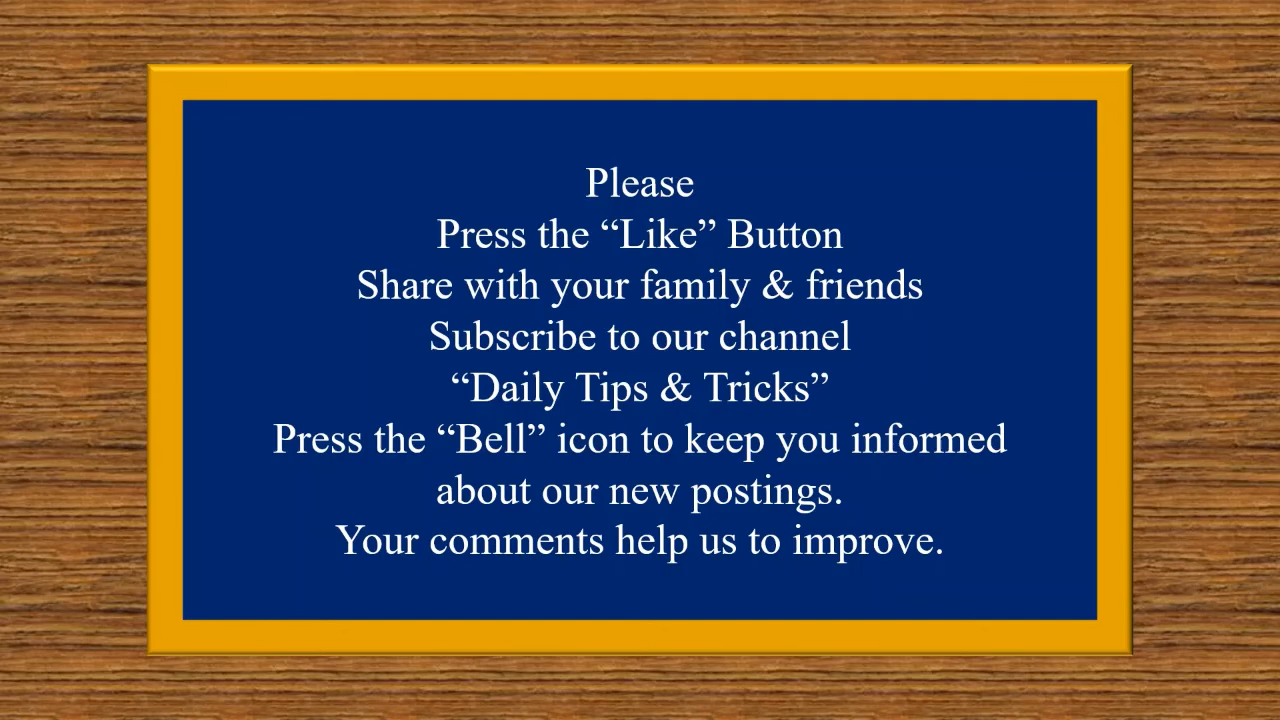 Please
Press the “Like” Button
Share with your family & friends
Subscribe to our channel
“Daily Tips & Tricks”
Press the “Bell” icon to keep you informed
about our new postings.
Your comments help us to improve.